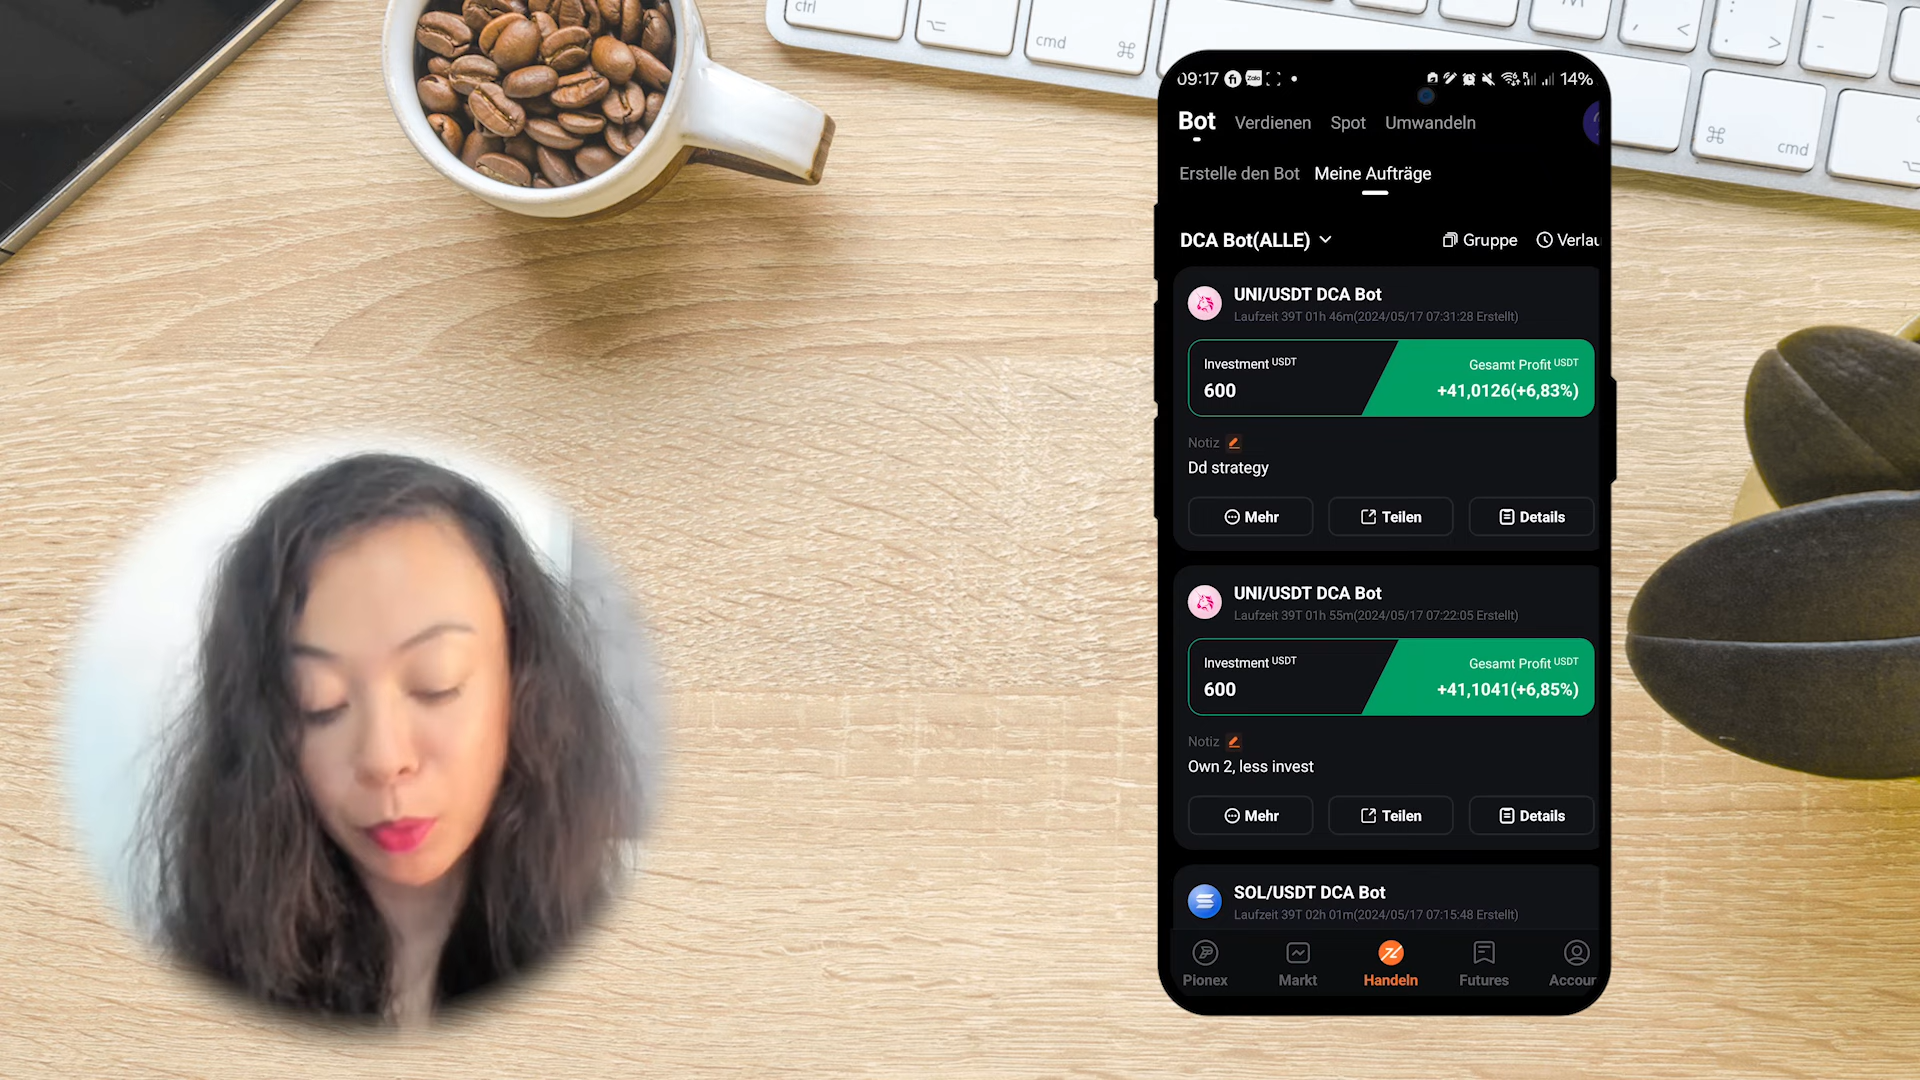 ctrl
cmd
cmd
09:17
14%
Bot Verdienen Spot Umwandeln
Erstelle den Bot Meine Aufträge
DCA Bot(ALLE) Gruppe Verlau
UNI/USDT DCA Bot
Laufzeit 39T 01h 46m(2024/05/17 07:31:28 Erstellt)
Investment USDT Gesamt Profit USDT
600 +41,0126(+6,83%)
Notiz
Dd strategy
Mehr Teilen Details
UNI/USDT DCA Bot
Laufzeit 39T 01h 55m(2024/05/17 07:22:05 Erstellt)
Investment USDT Gesamt Profit USDT
600 +41,1041(+6,85%)
Notiz
Own 2, less invest
Mehr Teilen Details
SOL/USDT DCA Bot
Laufzeit 39T 02h 01m(2024/05/17 07:15:48 Erstellt)
Pionex Markt Handeln Futures Accoun